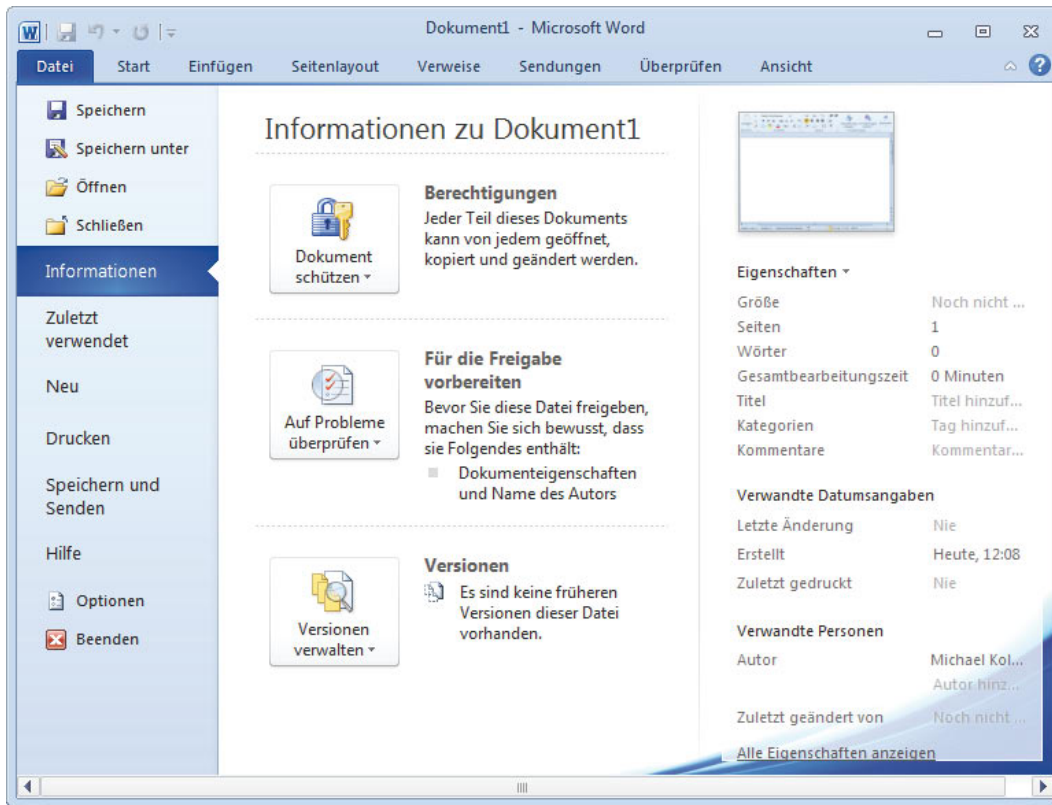 Dokument1 - Microsoft Word
Datei Start Einfügen Seitenlayout Verweise Sendungen Überprüfen Ansicht
Speichern
Speichern unter
Öffnen
Schließen
Informationen
Zuletzt
verwendet
Neu
Drucken
Speichern und
Senden
Hilfe
Optionen
Beenden
Informationen zu Dokument1
Dokument
schützen
Berechtigungen
Jeder Teil dieses Dokuments
kann von jedem geöffnet,
kopiert und geändert werden.
Auf Probleme
überprüfen
Für die Freigabe
vorbereiten
Bevor Sie diese Datei freigeben,
machen Sie sich bewusst, dass
sie Folgendes enthält:
Dokumenteigenschaften
und Name des Autors
Versionen
verwalten
Versionen
Es sind keine früheren
Versionen dieser Datei
vorhanden.
Eigenschaften
Größe Noch nicht ...
Seiten 1
Wörter 0
Gesamtbearbeitungszeit 0 Minuten
Titel Titel hinzuf...
Kategorien Tag hinzuf...
Kommentare Kommentar...
Verwandte Datumsangaben
Letzte Änderung Nie
Erstellt Heute, 12:08
Zuletzt gedruckt Nie
Verwandte Personen
Autor Michael Kol...
Autor hinz...
Zuletzt geändert von Noch nicht ...
Alle Eigenschaften anzeigen